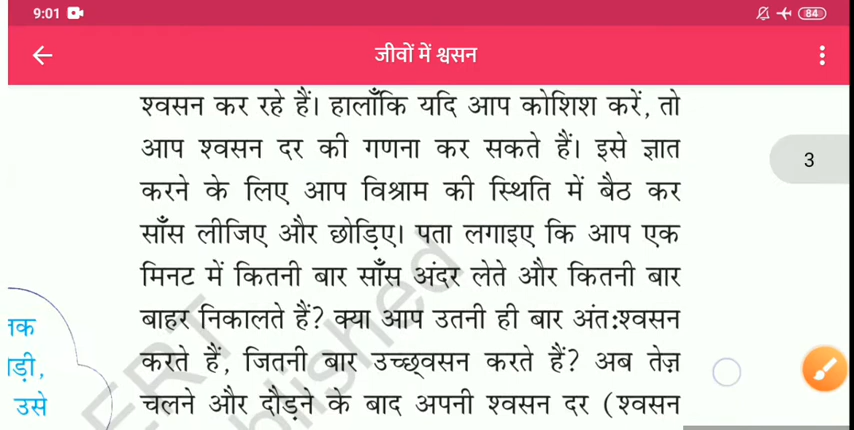 9:01
84
जीवों में श्वसन
श्वसन कर रहे हैं। हालाँकि यदि आप कोशिश करें, तो
आप श्वसन दर की गणना कर सकते हैं। इसे ज्ञात
3
करने के लिए आप विश्राम की स्थिति में बैठ कर
साँस लीजिए और छोड़िए। पता लगाइए कि आप एक
मिनट में कितनी बार साँस अंदर लेते और कितनी बार
बाहर निकालते हैं? क्या आप उतनी ही बार अंत:श्वसन
करते हैं, जितनी बार उच्छ्वसन करते हैं? अब तेज़
चलने और दौड़ने के बाद अपनी श्वसन दर (श्वसन
उसे